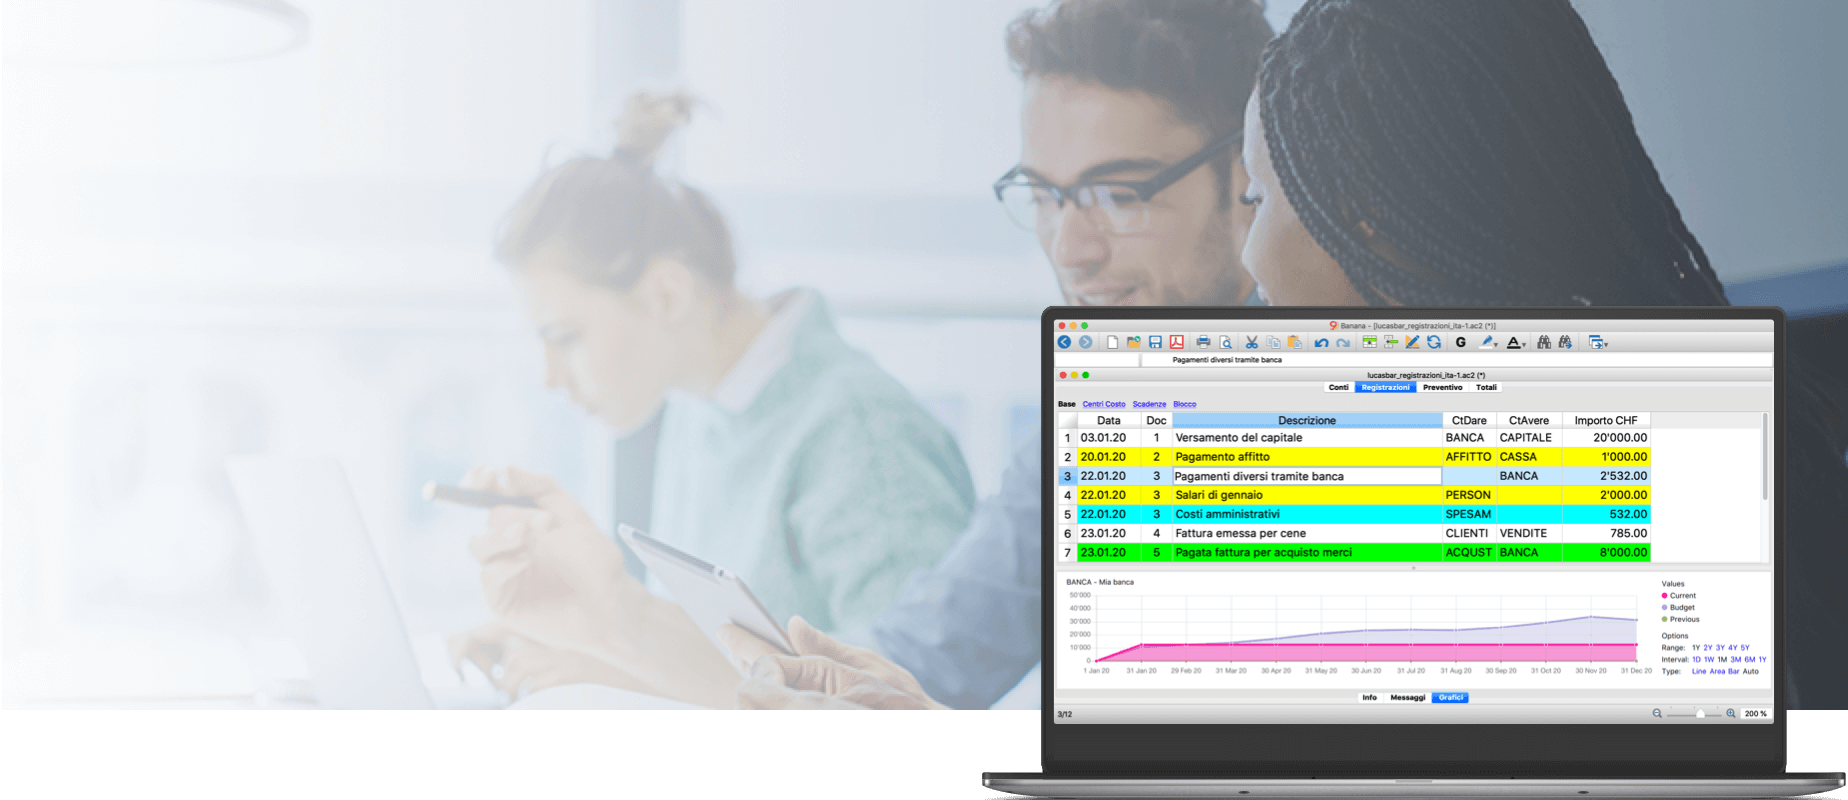 Banana - [lucasbar_registrazioni_ita-1.ac2 (*)]
G A
Pagamenti diversi tramite banca
lucasbar_registrazioni_ita-1.ac2 (*)
Conti Registrazioni Preventivo Totali
Base Centri Costo Scadenze Blocco
Data Doc Descrizione CtDare CtAvere Importo CHF
1 03.01.20 1 Versamento del capitale BANCA CAPITALE 20'000.00
2 20.01.20 2 Pagamento affitto AFFITTO CASSA 1'000.00
3 22.01.20 3 Pagamenti diversi tramite banca BANCA 2'532.00
4 22.01.20 3 Salari di gennaio PERSON 2'000.00
5 22.01.20 3 Costi amministrativi SPESAM 532.00
6 23.01.20 4 Fattura emessa per cene CLIENTI VENDITE 785.00
7 23.01.20 5 Pagata fattura per acquisto merci ACQUST BANCA 8'000.00
BANCA - Mia banca
50'000
40'000
30'000
20'000
10'000
0
1 Jan 20 31 Jan 20 29 Feb 20 31 Mar 20 30 Apr 20 31 May 20 30 Jun 20 31 Jul 20 31 Aug 20 30 Sep 20 31 Oct 20 30 Nov 20 31 Dec 20
Values
Current
Budget
Previous
Options
Range: 1Y 2Y 3Y 4Y 5Y
Interval: 1D 1W 1M 3M 6M 1Y
Type: Line Area Bar Auto
Info Messaggi Grafici
3/12
200 %